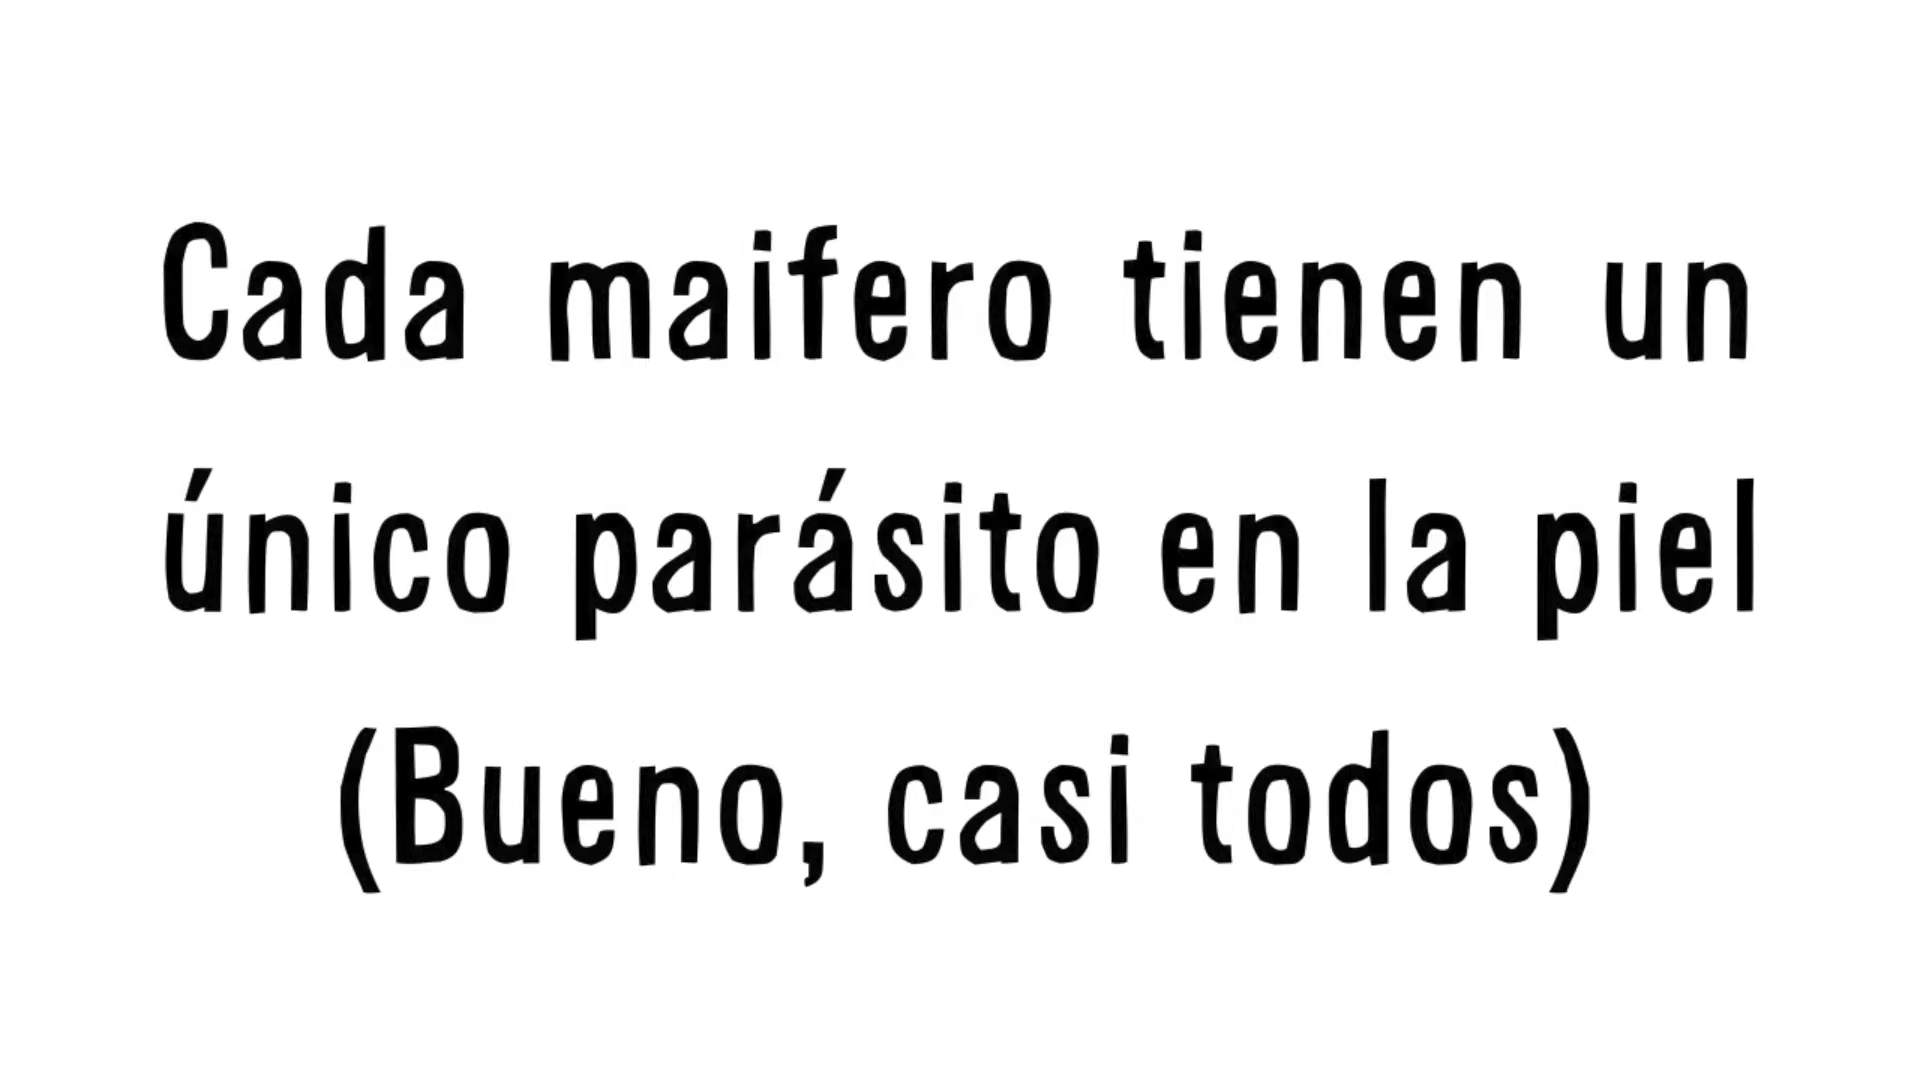 Cada maifero tienen un
único parásito en la piel
(Bueno, casi todos)